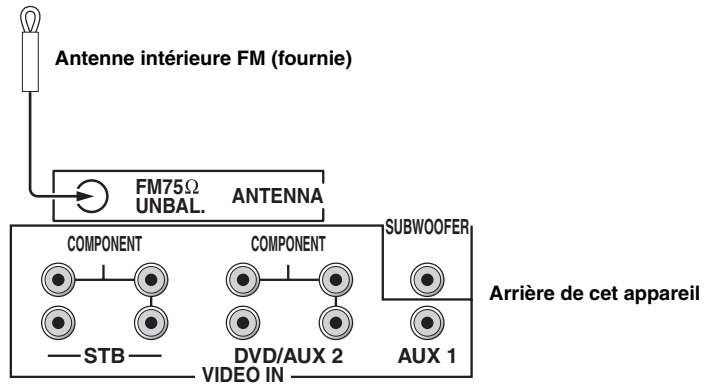 Antenne intérieure FM (fournie)
FM75Ω
UNBAL.
ANTENNA
SUBWOOFER
COMPONENT
COMPONENT
Arrière de cet appareil
STB
DVD/AUX 2
AUX 1
VIDEO IN